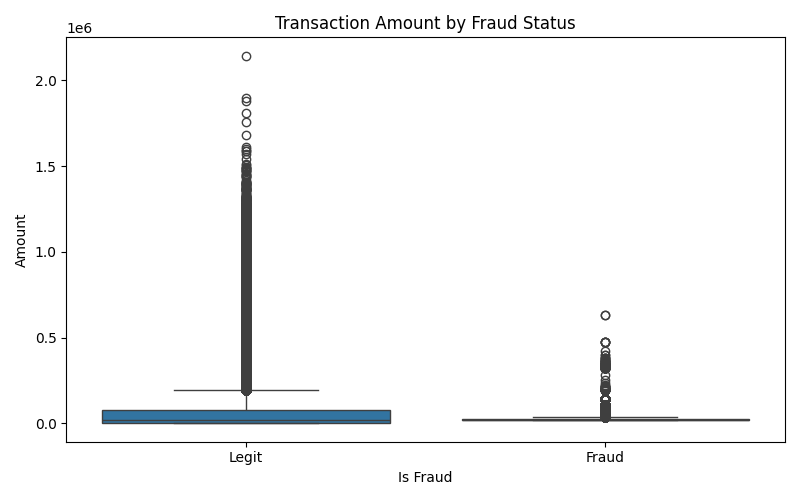 Transaction Amount by Fraud Status
1e6
2.0
1.5
1.0
0.5
0.0
Amount
Legit
Fraud
Is Fraud